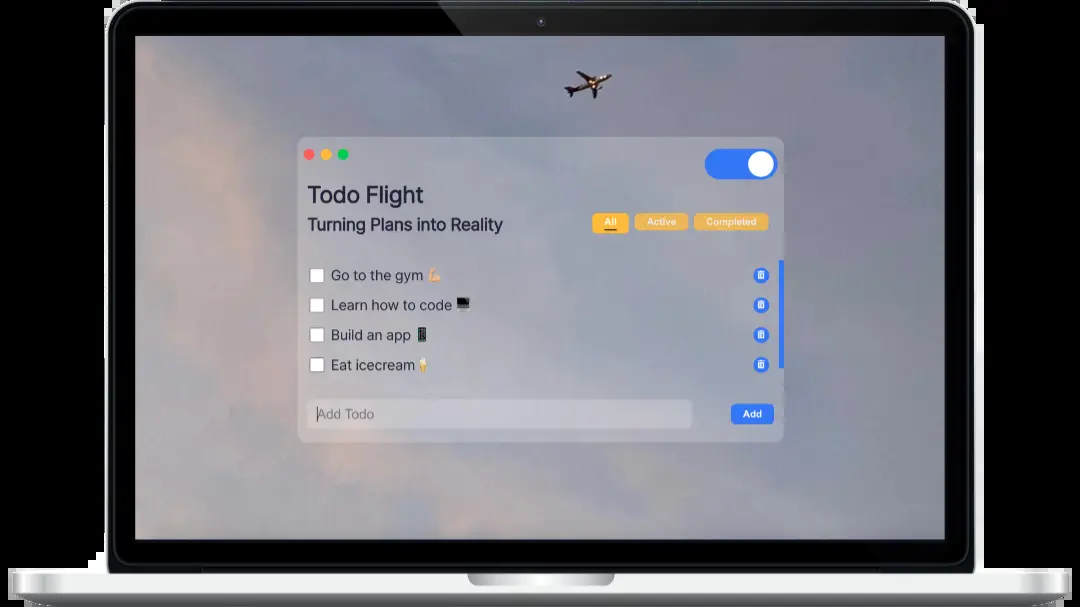 Todo Flight
Turning Plans into Reality
All Active Completed
Go to the gym 💪
Learn how to code 🖥️
Build an app 📱
Eat icecream 🍦
Add Todo Add